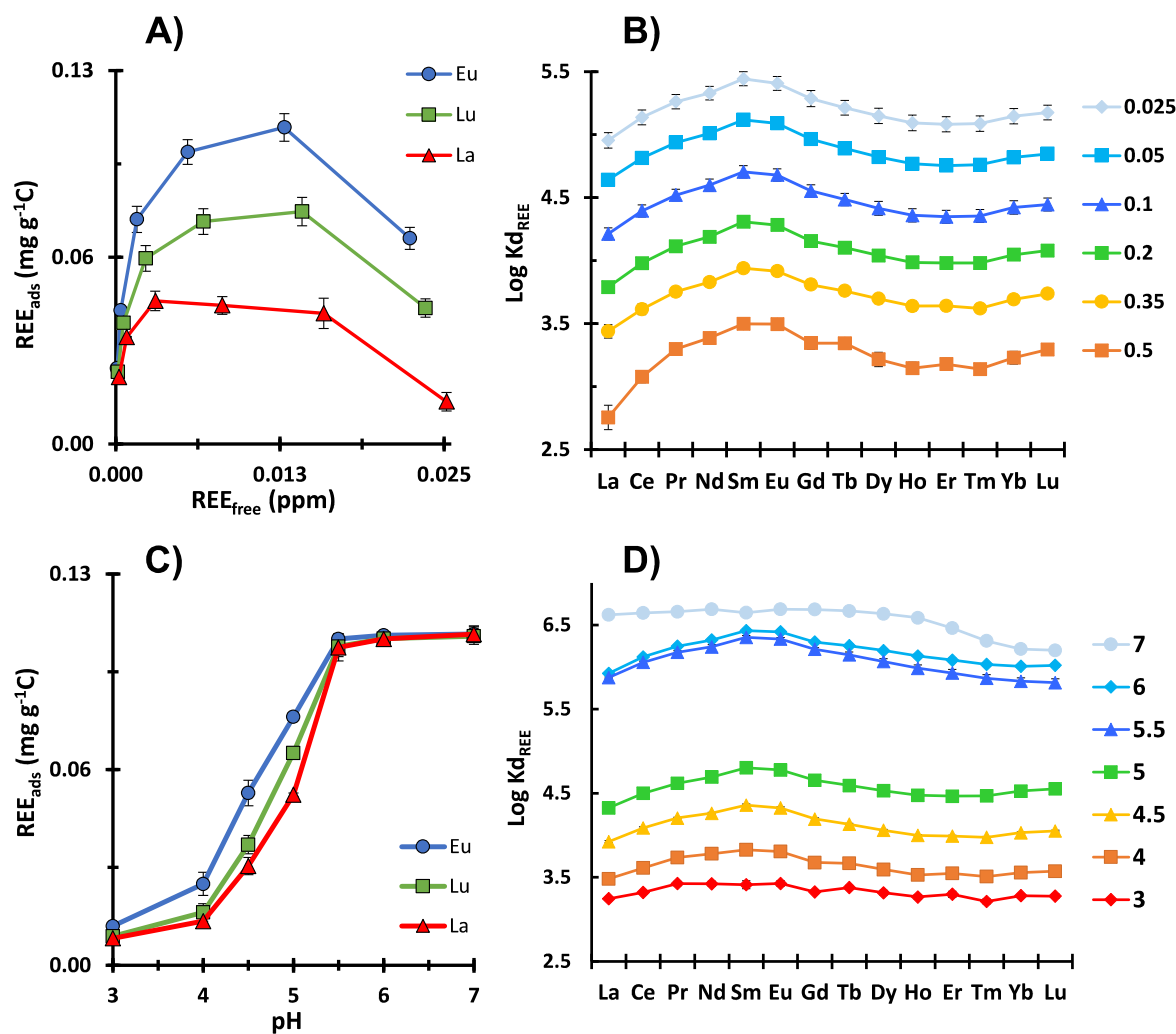 A)
0.13
0.06
0.00
REE_ads (mg g⁻¹C)
0.000
0.013
0.025
REE_free (ppm)
Eu
Lu
La
B)
5.5
4.5
3.5
2.5
Log Kd_REE
La Ce Pr Nd Sm Eu Gd Tb Dy Ho Er Tm Yb Lu
0.025
0.05
0.1
0.2
0.35
0.5
C)
0.13
0.06
0.00
REE_ads (mg g⁻¹C)
3 4 5 6 7
pH
Eu
Lu
La
D)
6.5
5.5
4.5
3.5
2.5
Log Kd_REE
La Ce Pr Nd Sm Eu Gd Tb Dy Ho Er Tm Yb Lu
7
6
5.5
5
4.5
4
3